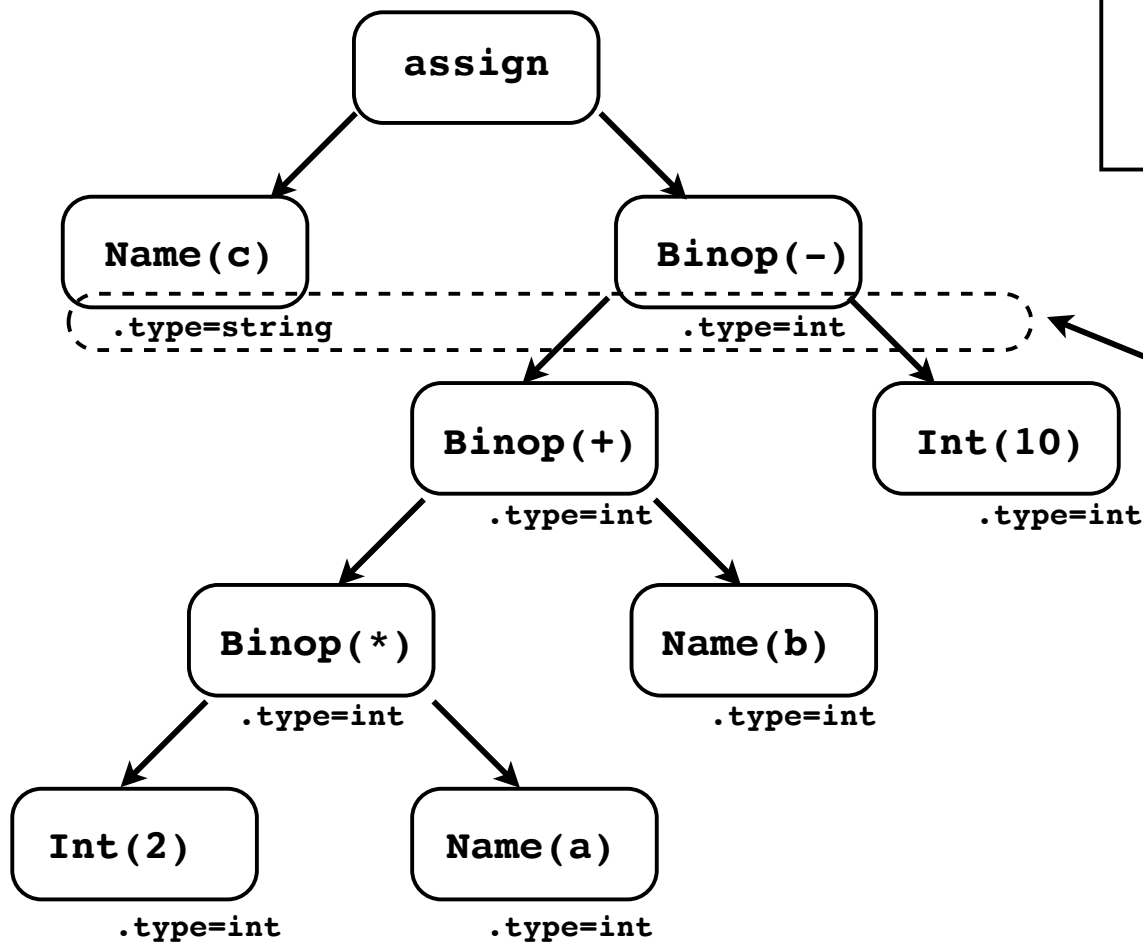 assign
Name(c)
Binop(-)
.type=string
.type=int
Binop(+)
Int(10)
.type=int
.type=int
Binop(*)
Name(b)
.type=int
.type=int
Int(2)
Name(a)
.type=int
.type=int